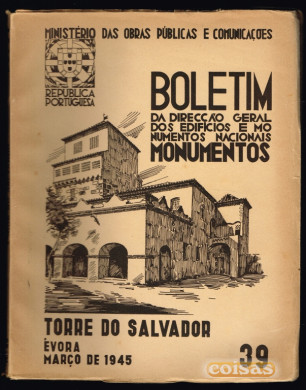 MINISTÉRIO DAS OBRAS PÚBLICAS E COMUNICAÇÕES
REPÚBLICA
PORTUGUESA
BOLETIM
DA DIRECÇÃO GERAL
DOS EDIFÍCIOS E MO
NUMENTOS NACIONAIS
MONUMENTOS
TORRE DO SALVADOR
ÉVORA
MARÇO DE 1945
39
coisas